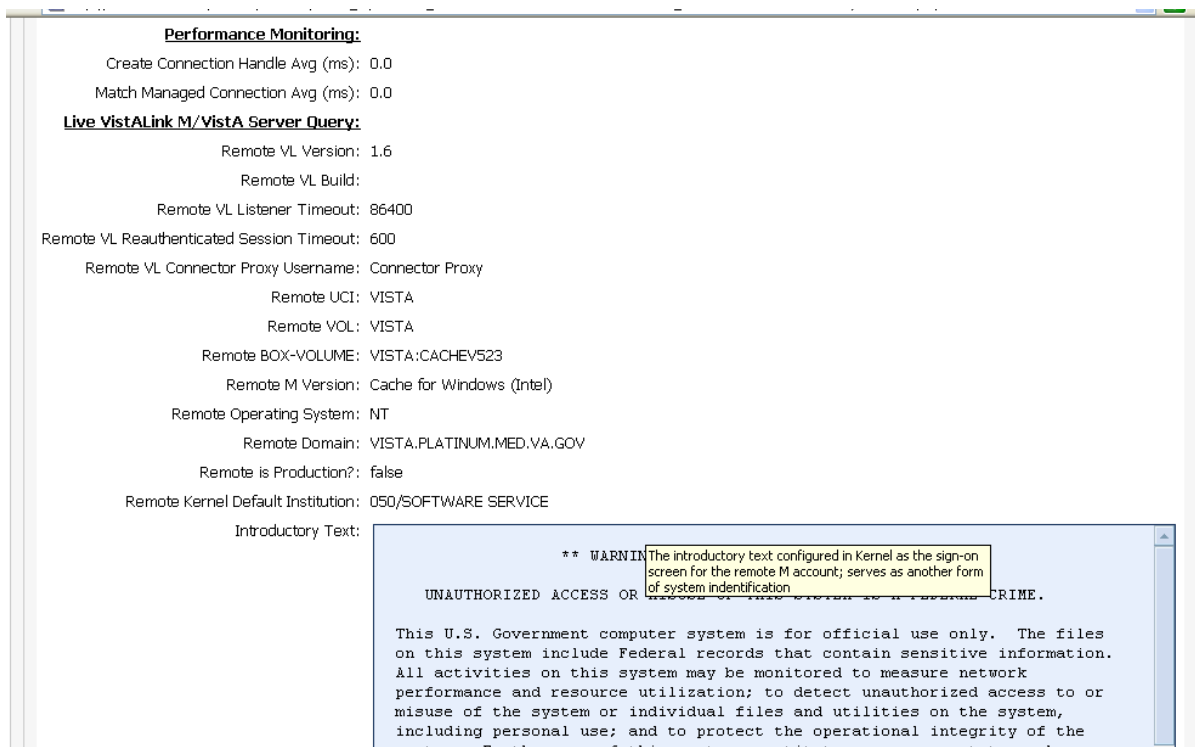 Performance Monitoring:
Create Connection Handle Avg (ms): 0.0
Match Managed Connection Avg (ms): 0.0
Live VistALink M/VistA Server Query:
Remote VL Version: 1.6
Remote VL Build:
Remote VL Listener Timeout: 86400
Remote VL Reauthenticated Session Timeout: 600
Remote VL Connector Proxy Username: Connector Proxy
Remote UCI: VISTA
Remote VOL: VISTA
Remote BOX-VOLUME: VISTA:CACHEV523
Remote M Version: Cache for Windows (Intel)
Remote Operating System: NT
Remote Domain: VISTA.PLATINUM.MED.VA.GOV
Remote is Production?: false
Remote Kernel Default Institution: 050/SOFTWARE SERVICE
Introductory Text:
** WARNIN
The introductory text configured in Kernel as the sign-on
screen for the remote M account; serves as another form
of system indentification
UNAUTHORIZED ACCESS OR MISUSE OF THIS SYSTEM IS A FEDERAL CRIME.
This U.S. Government computer system is for official use only. The files
on this system include Federal records that contain sensitive information.
All activities on this system may be monitored to measure network
performance and resource utilization; to detect unauthorized access to or
misuse of the system or individual files and utilities on the system,
including personal use; and to protect the operational integrity of the